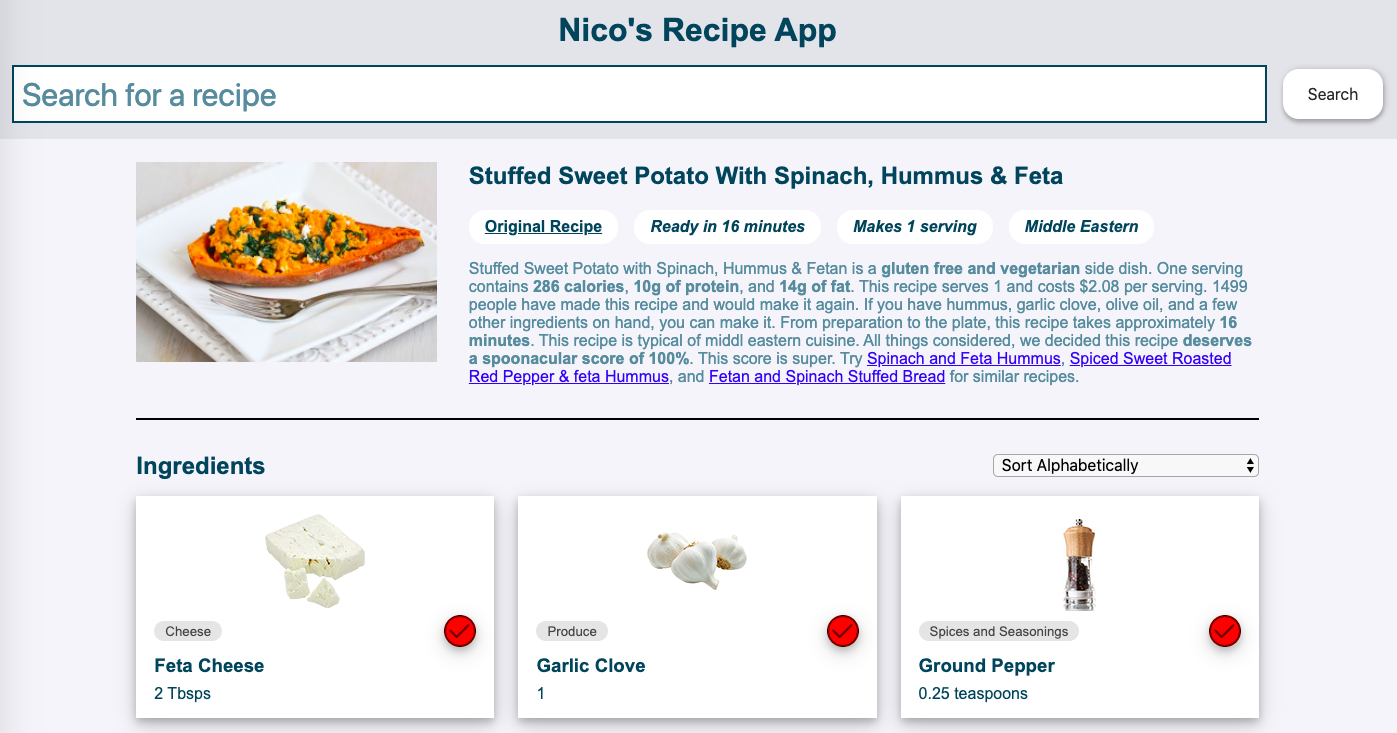 Nico's Recipe App
Search for a recipe
Search
Stuffed Sweet Potato With Spinach, Hummus & Feta
Original Recipe
Ready in 16 minutes
Makes 1 serving
Middle Eastern
Stuffed Sweet Potato with Spinach, Hummus & Fetan is a gluten free and vegetarian side dish. One serving
contains 286 calories, 10g of protein, and 14g of fat. This recipe serves 1 and costs $2.08 per serving. 1499
people have made this recipe and would make it again. If you have hummus, garlic clove, olive oil, and a few
other ingredients on hand, you can make it. From preparation to the plate, this recipe takes approximately 16
minutes. This recipe is typical of middl eastern cuisine. All things considered, we decided this recipe deserves
a spoonacular score of 100%. This score is super. Try Spinach and Feta Hummus, Spiced Sweet Roasted
Red Pepper & feta Hummus, and Fetan and Spinach Stuffed Bread for similar recipes.
Ingredients
Sort Alphabetically
Cheese
Feta Cheese
2 Tbsps
Produce
Garlic Clove
1
Spices and Seasonings
Ground Pepper
0.25 teaspoons